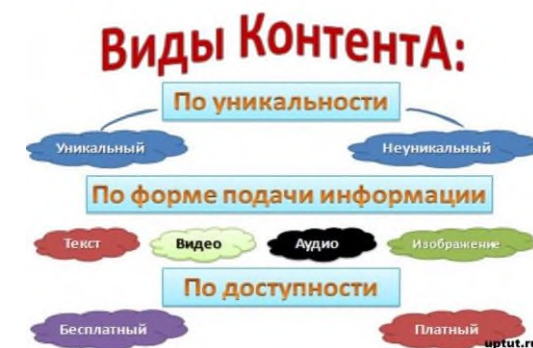 Виды КонтентА:
По уникальности
Уникальный
Неуникальный
По форме подачи информации
Текст
Видео
Аудио
Изображение
По доступности
Бесплатный
Платный
uptut.ru